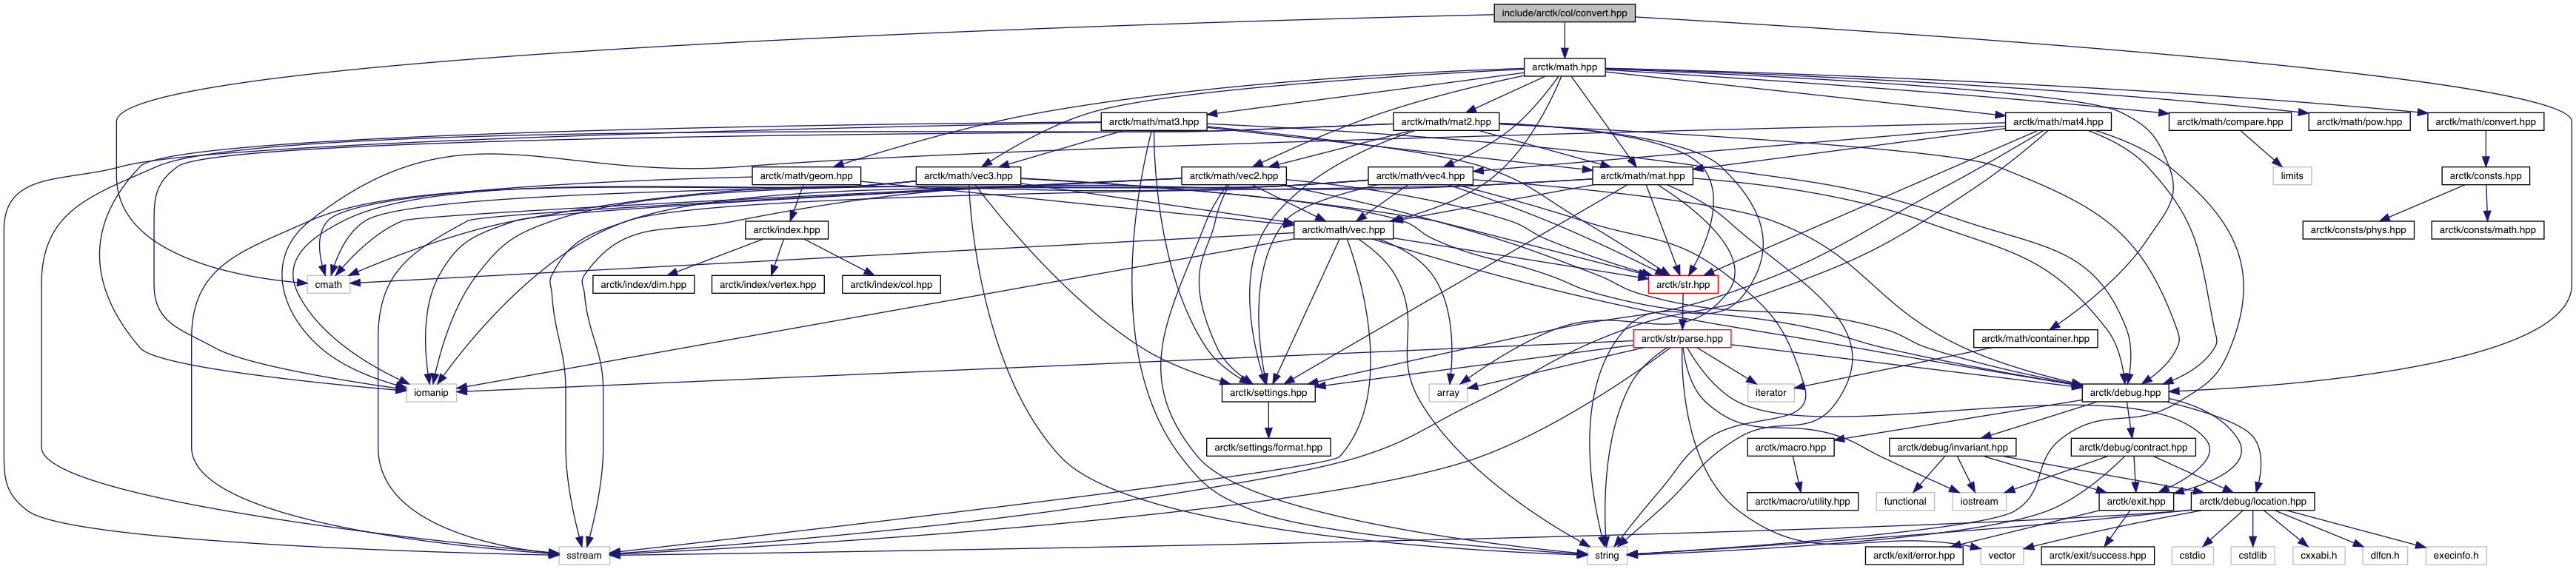 include/arctk/col/convert.hpp
arctk/math.hpp
arctk/math/mat3.hpp
arctk/math/mat2.hpp
arctk/math/mat4.hpp
arctk/math/compare.hpp
arctk/math/pow.hpp
arctk/math/convert.hpp
arctk/math/geom.hpp
arctk/math/vec3.hpp
arctk/math/vec2.hpp
arctk/math/vec4.hpp
arctk/math/mat.hpp
limits
arctk/consts.hpp
arctk/index.hpp
arctk/math/vec.hpp
arctk/consts/phys.hpp
arctk/consts/math.hpp
cmath
arctk/index/dim.hpp
arctk/index/vertex.hpp
arctk/index/col.hpp
arctk/str.hpp
arctk/str/parse.hpp
arctk/math/container.hpp
iomanip
arctk/settings.hpp
array
iterator
arctk/debug.hpp
arctk/settings/format.hpp
arctk/macro.hpp
arctk/debug/invariant.hpp
arctk/debug/contract.hpp
arctk/macro/utility.hpp
functional
iostream
arctk/exit.hpp
arctk/debug/location.hpp
sstream
string
arctk/exit/error.hpp
vector
arctk/exit/success.hpp
cstdio
cstdlib
cxxabi.h
dlfcn.h
execinfo.h